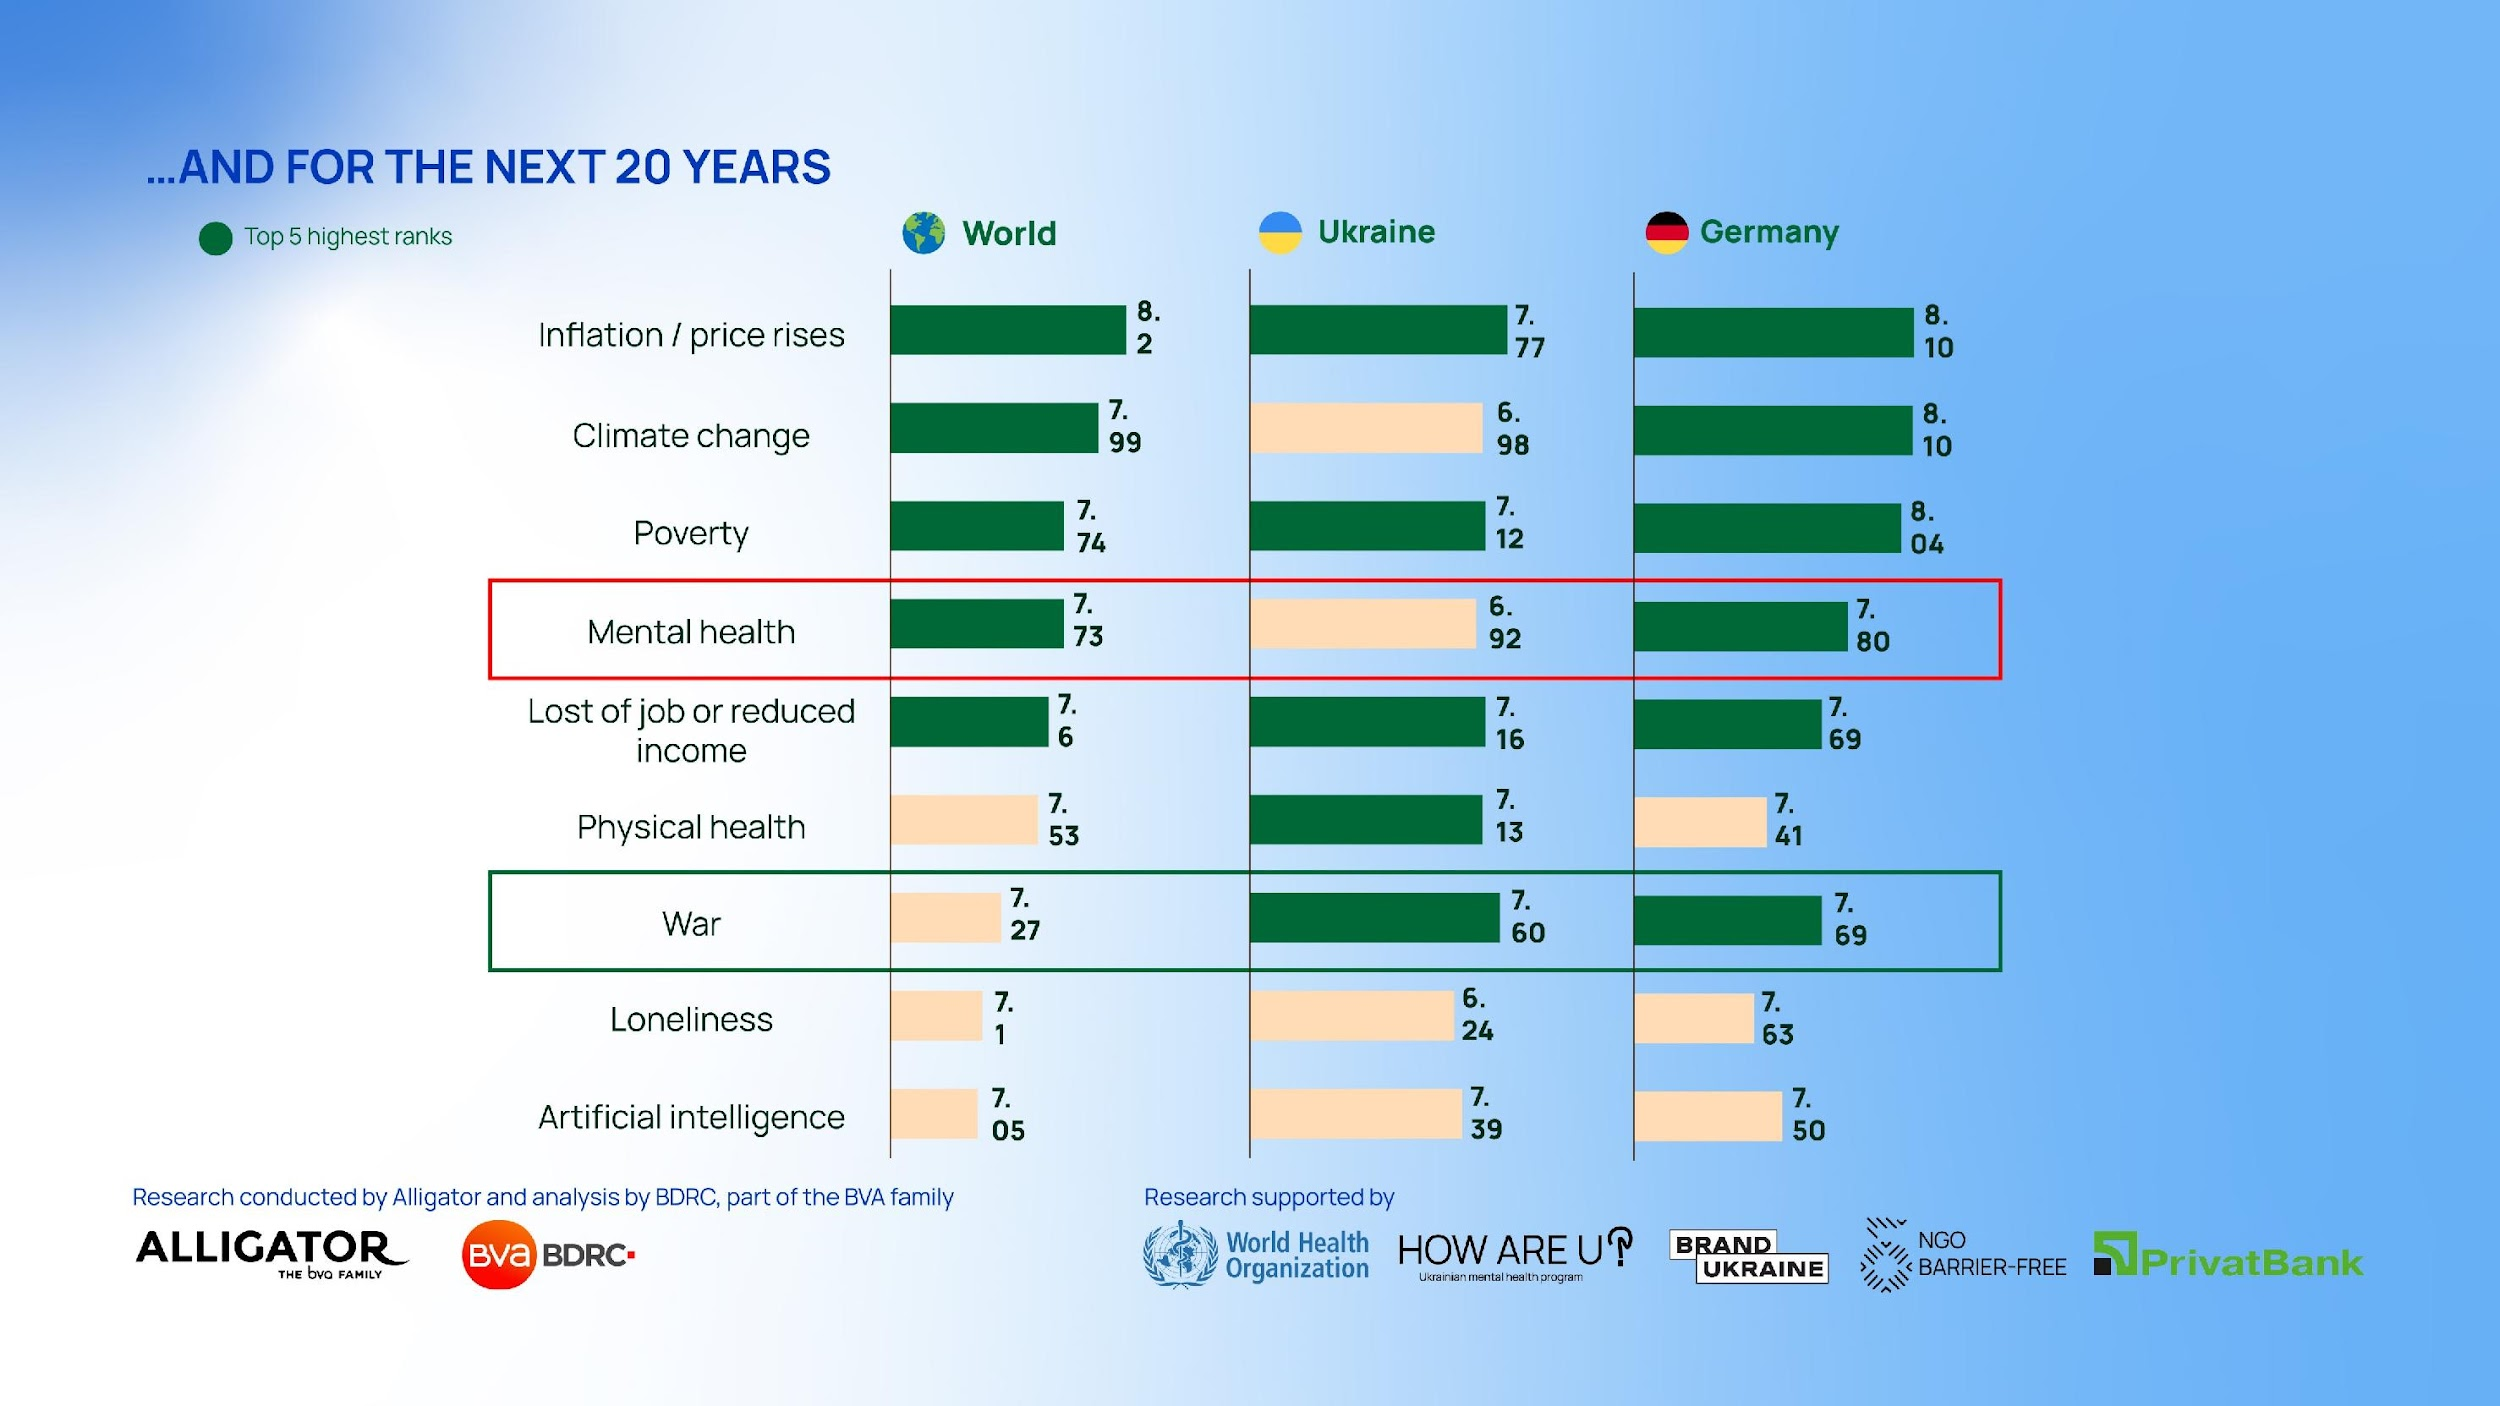 ...AND FOR THE NEXT 20 YEARS
Top 5 highest ranks
World
Ukraine
Germany
Inflation / price rises
8.
2
7.
77
8.
10
Climate change
7.
99
6.
98
8.
10
Poverty
7.
74
7.
12
8.
04
Mental health
7.
73
6.
92
7.
80
Lost of job or reduced
income
7.
6
7.
16
7.
69
Physical health
7.
53
7.
13
7.
41
War
7.
27
7.
60
7.
69
Loneliness
7.
1
6.
24
7.
63
Artificial intelligence
7.
05
7.
39
7.
50
Research conducted by Alligator and analysis by BDRC, part of the BVA family
ALLIGATOR
THE bva FAMILY
Bva BDRC
Research supported by
World Health
Organization
HOW ARE U?
Ukrainian mental health program
BRAND
UKRAINE
NGO
BARRIER-FREE
PrivatBank